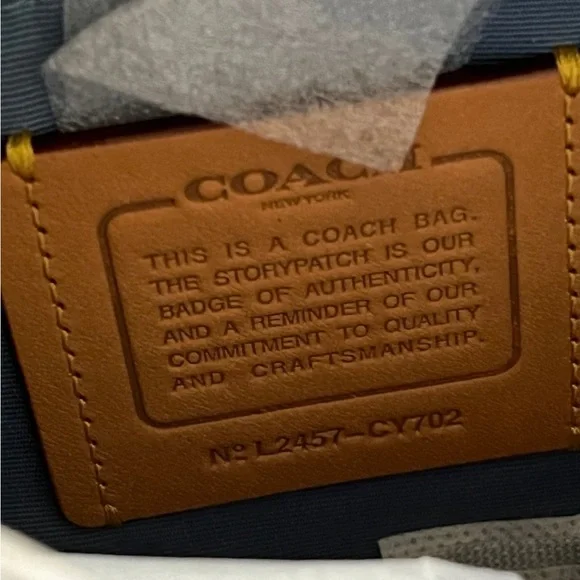 COACH
NEW YORK
THIS IS A COACH BAG.
THE STORYPATCH IS OUR
BADGE OF AUTHENTICITY,
AND A REMINDER OF OUR
COMMITMENT TO QUALITY
AND CRAFTSMANSHIP.
Nº L2457-CY702